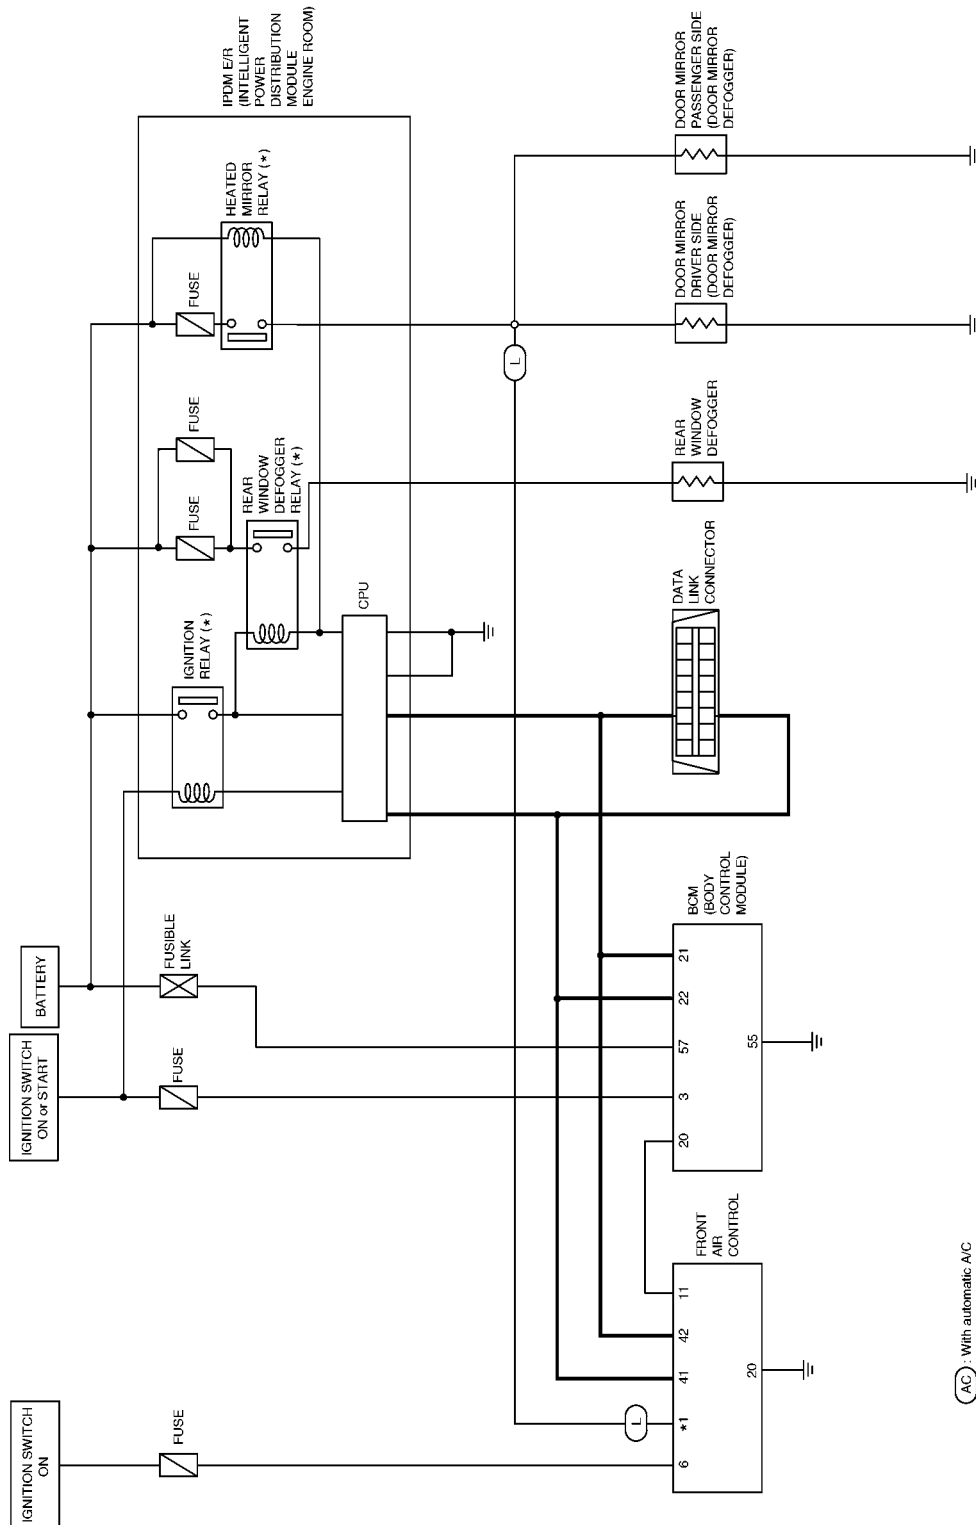 IGNITION SWITCH
ON
FUSE
IGNITION SWITCH
ON or START
FUSE
BATTERY
FUSIBLE
LINK
IGNITION
RELAY (*)
FUSE
FUSE
REAR
WINDOW
DEFOGGER
RELAY (*)
FUSE
HEATED
MIRROR
RELAY (*)
IPDM E/R
(INTELLIGENT
POWER
DISTRIBUTION
MODULE
ENGINE ROOM)
CPU
L
L
6
*1
41
42
11
FRONT
AIR
CONTROL
20
20
3
57
22
21
BCM
(BODY
CONTROL
MODULE)
55
DATA
LINK
CONNECTOR
REAR
WINDOW
DEFOGGER
DOOR MIRROR
DRIVER SIDE
(DOOR MIRROR
DEFOGGER)
DOOR MIRROR
PASSENGER SIDE
(DOOR MIRROR
DEFOGGER)
AC : With automatic A/C